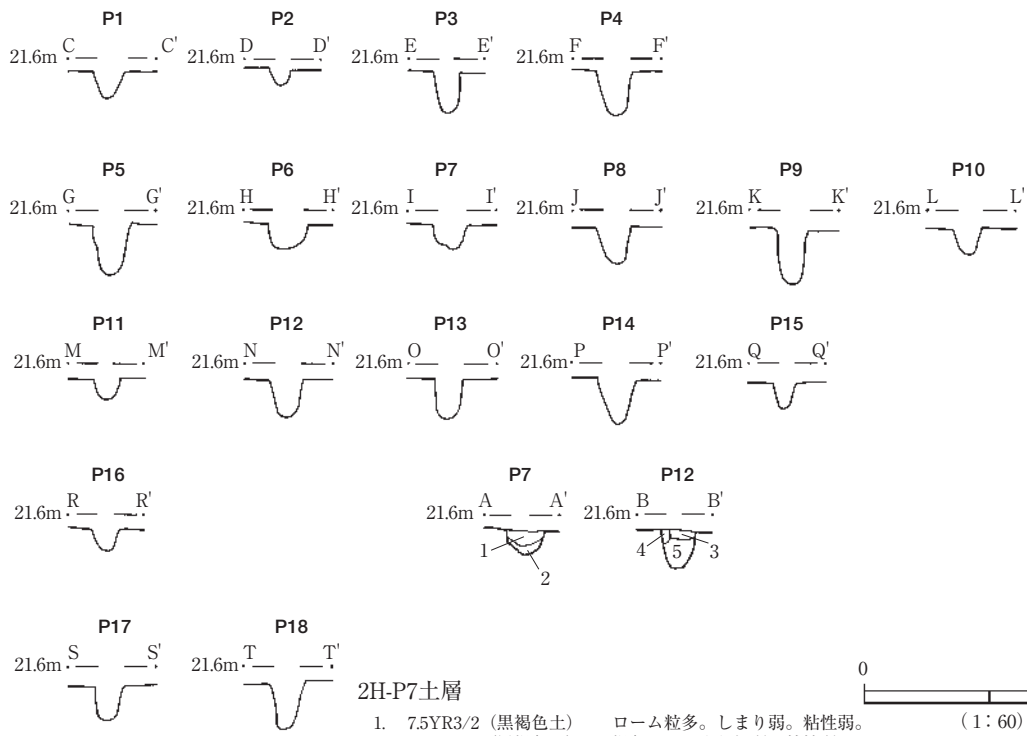 P1 P2 P3 P4
21.6m C C' 21.6m D D' 21.6m E E' 21.6m F F'
P5 P6 P7 P8 P9 P10
21.6m G G' 21.6m H H' 21.6m I I' 21.6m J J' 21.6m K K' 21.6m L L'
P11 P12 P13 P14 P15
21.6m M M' 21.6m N N' 21.6m O O' 21.6m P P' 21.6m Q Q'
P16 P7 P12
21.6m R R' 21.6m A A' 21.6m B B'
1 2 4 5 3
P17 P18
21.6m S S' 21.6m T T'
2H-P7土層
0
1. 7.5YR3/2（黒褐色土） ローム粒多。しまり弱。粘性弱。
（1：60）